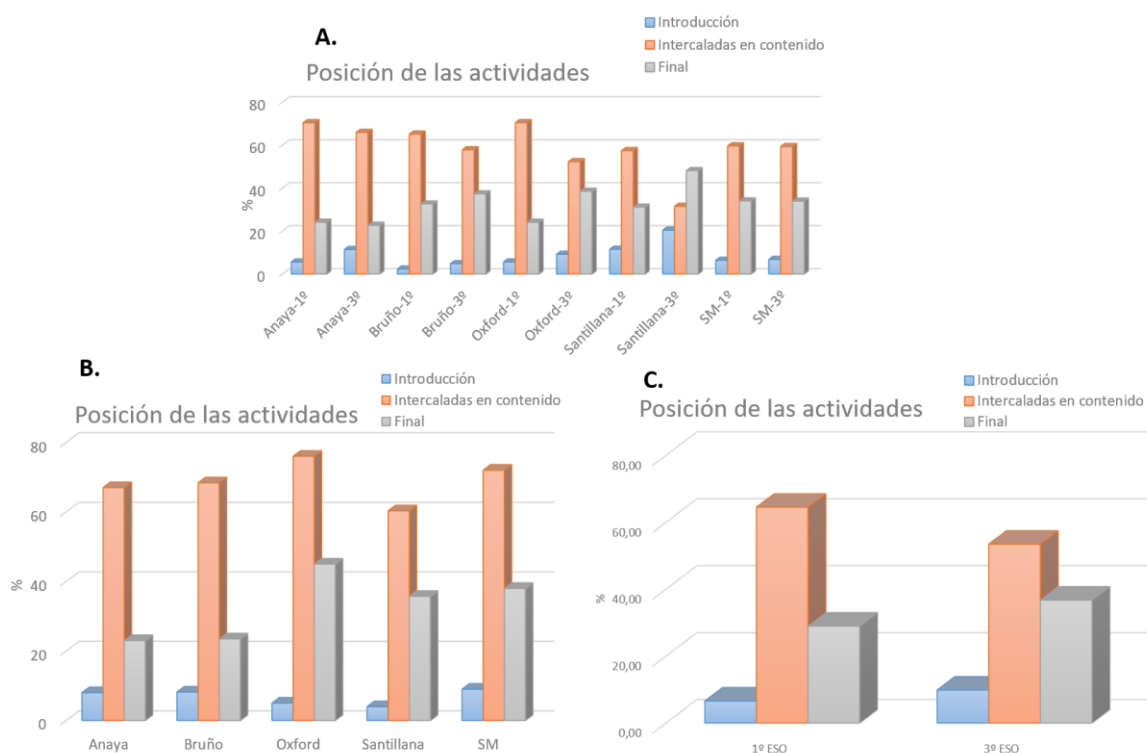 A.
Posición de las actividades
Introducción
Intercaladas en contenido
Final
80
60
40
20
0
%
Anaya-1º
Anaya-3º
Bruño-1º
Bruño-3º
Oxford-1º
Oxford-3º
Santillana-1º
Santillana-3º
SM-1º
SM-3º
B.
Posición de las actividades
Introducción
Intercaladas en contenido
Final
80
60
40
20
0
%
Anaya
Bruño
Oxford
Santillana
SM
C.
Posición de las actividades
Introducción
Intercaladas en contenido
Final
80,00
60,00
40,00
20,00
0,00
%
1º ESO
3º ESO